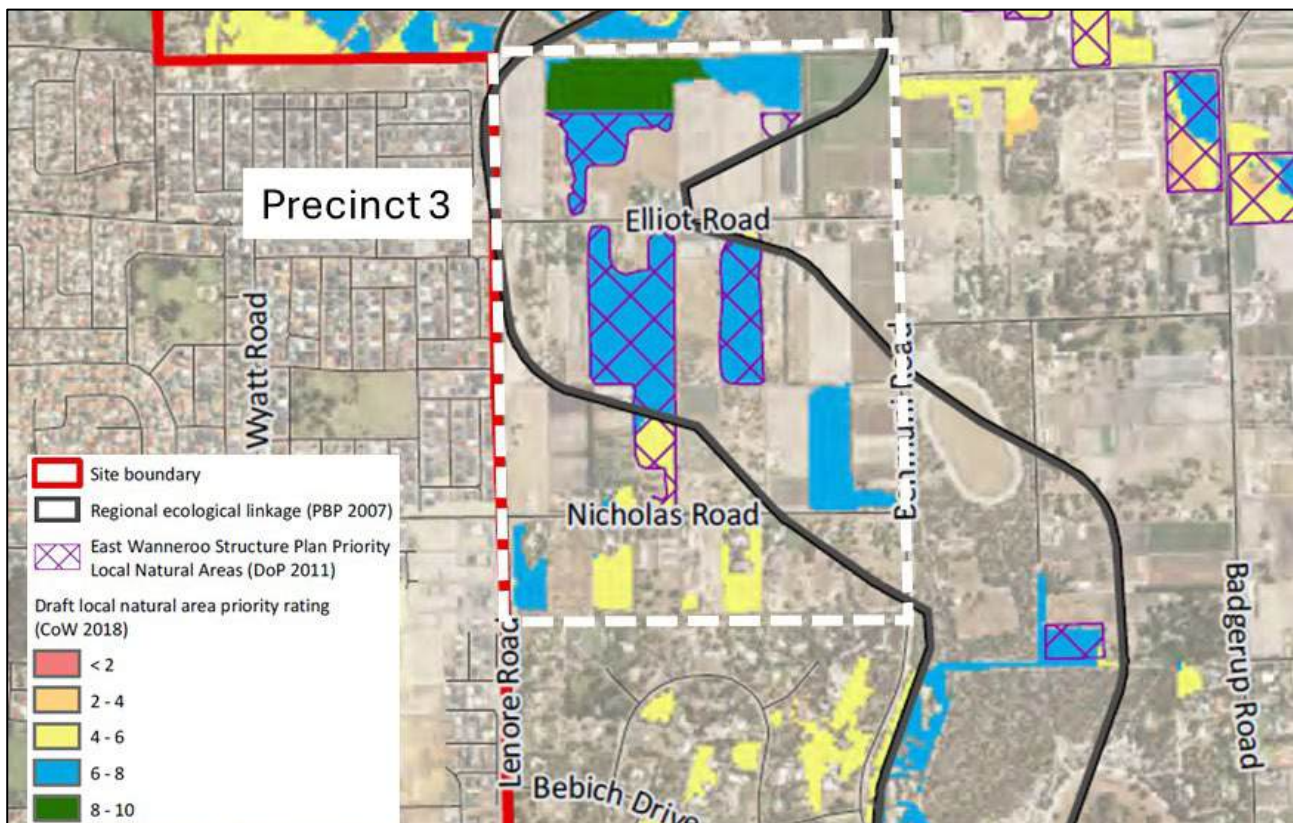 Precinct 3
Elliot Road
Wyatt Road
Benmuni Road
Nicholas Road
Lenore Road
Badgerup Road
Bebich Drive
Site boundary
Regional ecological linkage (PBP 2007)
East Wanneroo Structure Plan Priority
Local Natural Areas (DoP 2011)
Draft local natural area priority rating
(CoW 2018)
< 2
2 - 4
4 - 6
6 - 8
8 - 10